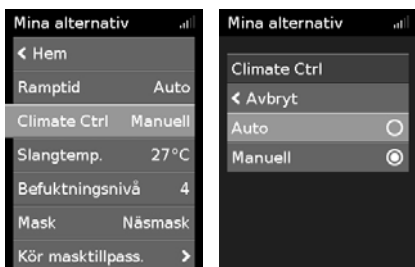 Mina alternativ
< Hem
Ramptid Auto
Climate Ctrl Manuell
Slangtemp. 27°C
Befuktningsnivå 4
Mask Näsmask
Kör masktillpass. >
Mina alternativ
Climate Ctrl
< Avbryt
Auto
Manuell